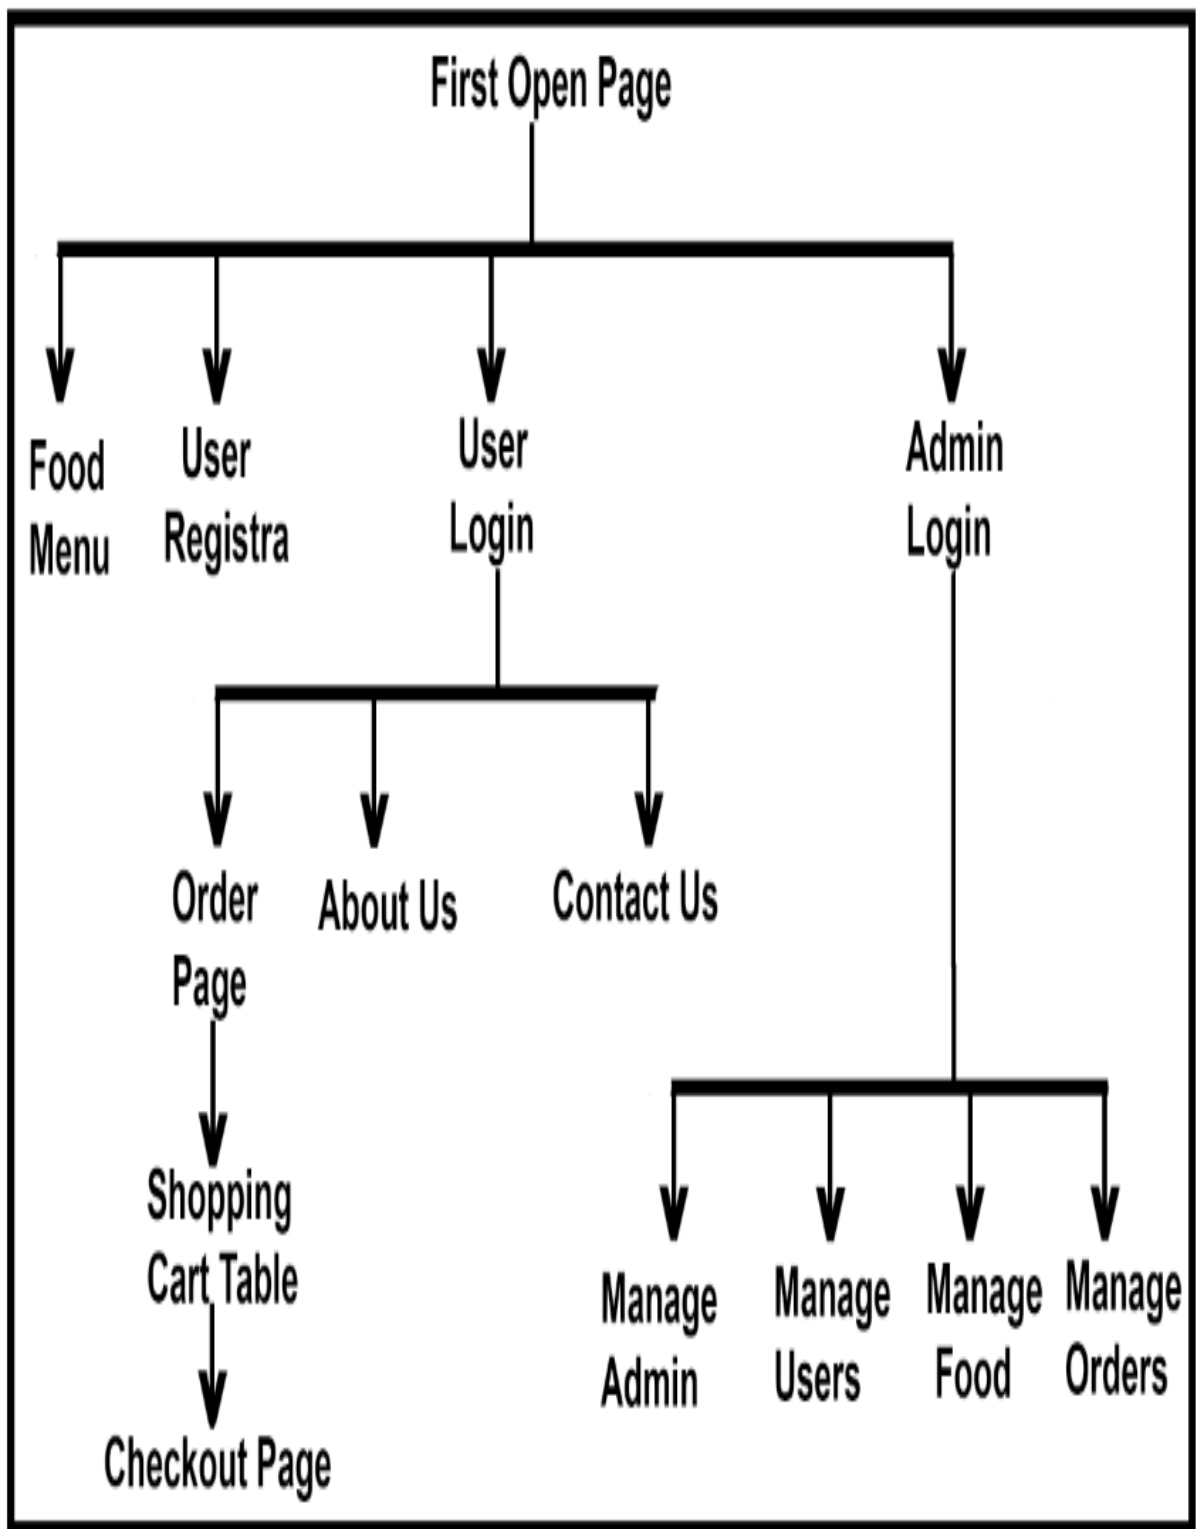 First Open Page
Food
Menu
User
Registra
User
Login
Admin
Login
Order
Page
About Us
Contact Us
Shopping
Cart Table
Checkout Page
Manage
Admin
Manage
Users
Manage
Food
Manage
Orders